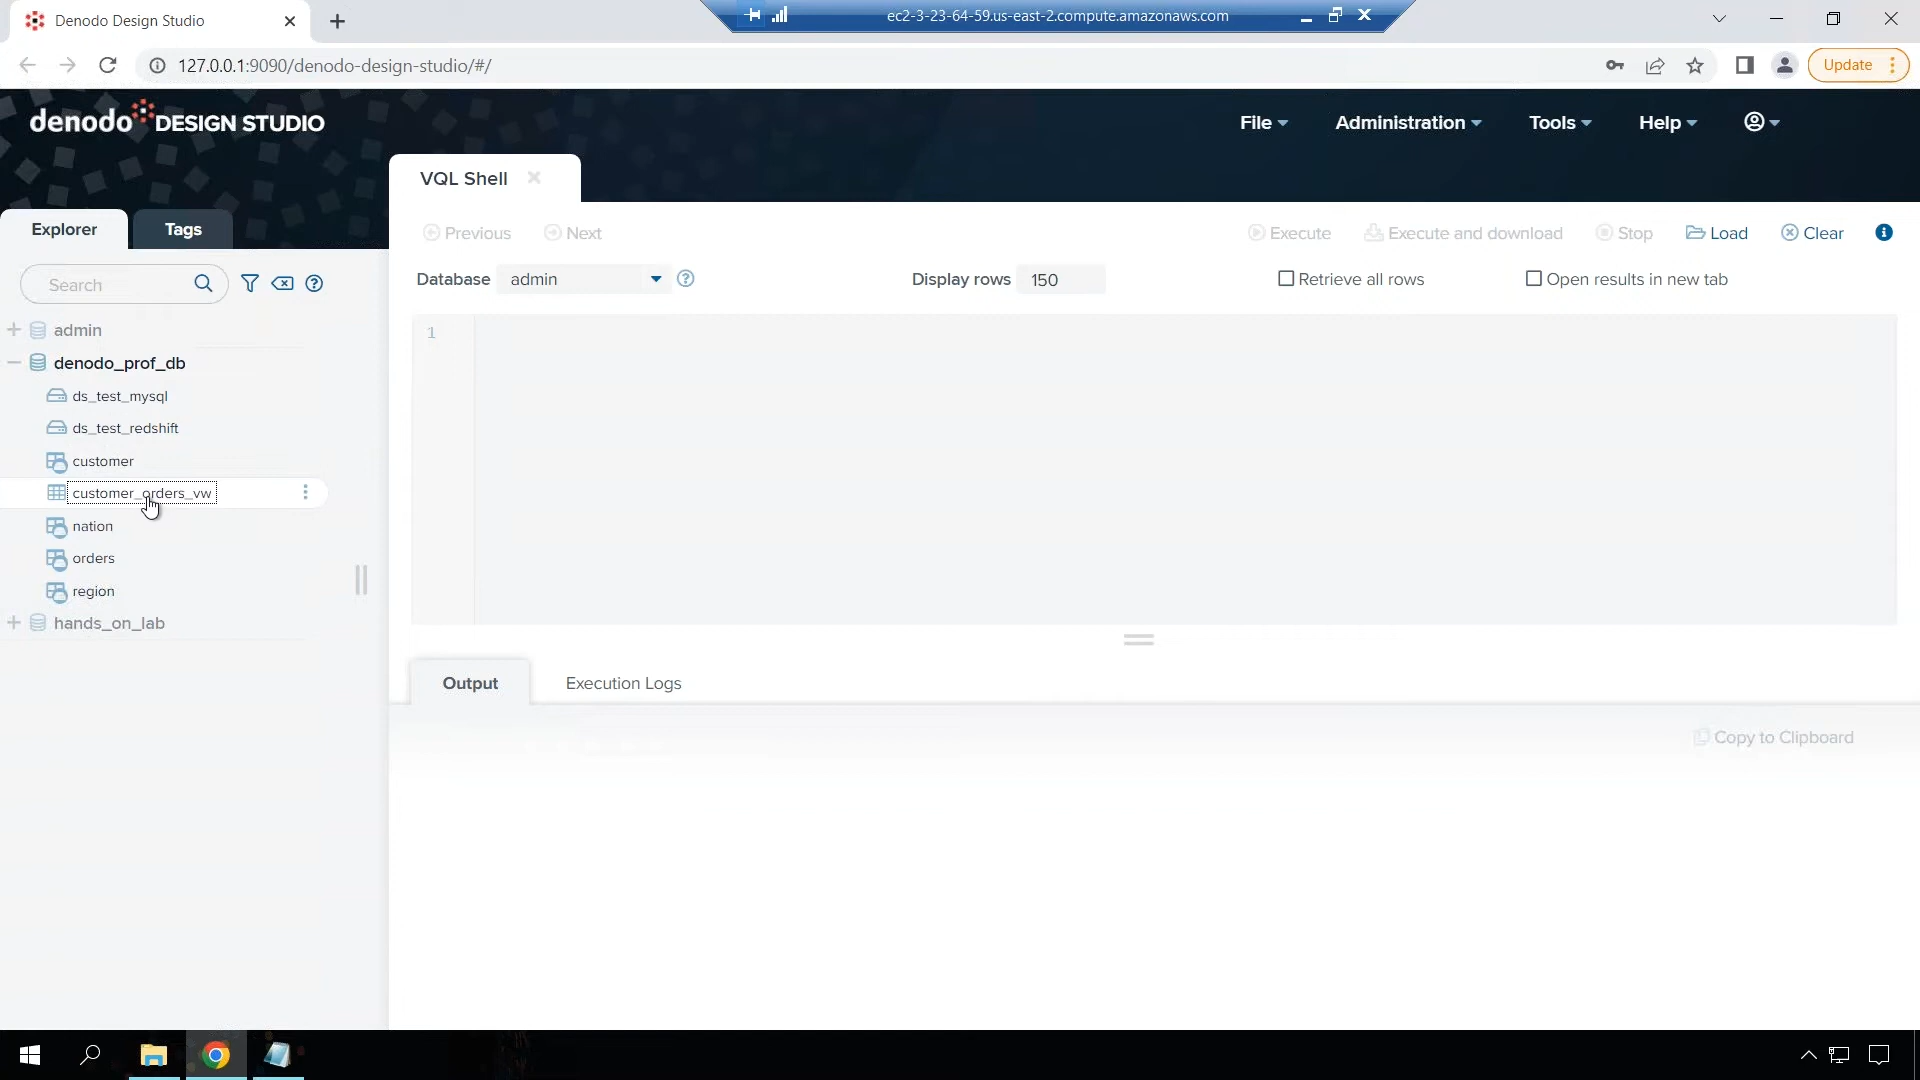 Denodo Design Studio
ec2-3-23-64-59.us-east-2.compute.amazonaws.com
127.0.0.1:9090/denodo-design-studio/#/
Update
denodo DESIGN STUDIO
File
Administration
Tools
Help
VQL Shell
Explorer
Tags
Previous
Next
Execute
Execute and download
Stop
Load
Clear
Search
Database
admin
Display rows
150
Retrieve all rows
Open results in new tab
admin
denodo_prof_db
ds_test_mysql
ds_test_redshift
customer
customer_orders_vw
nation
orders
region
hands_on_lab
1
Output
Execution Logs
Copy to Clipboard